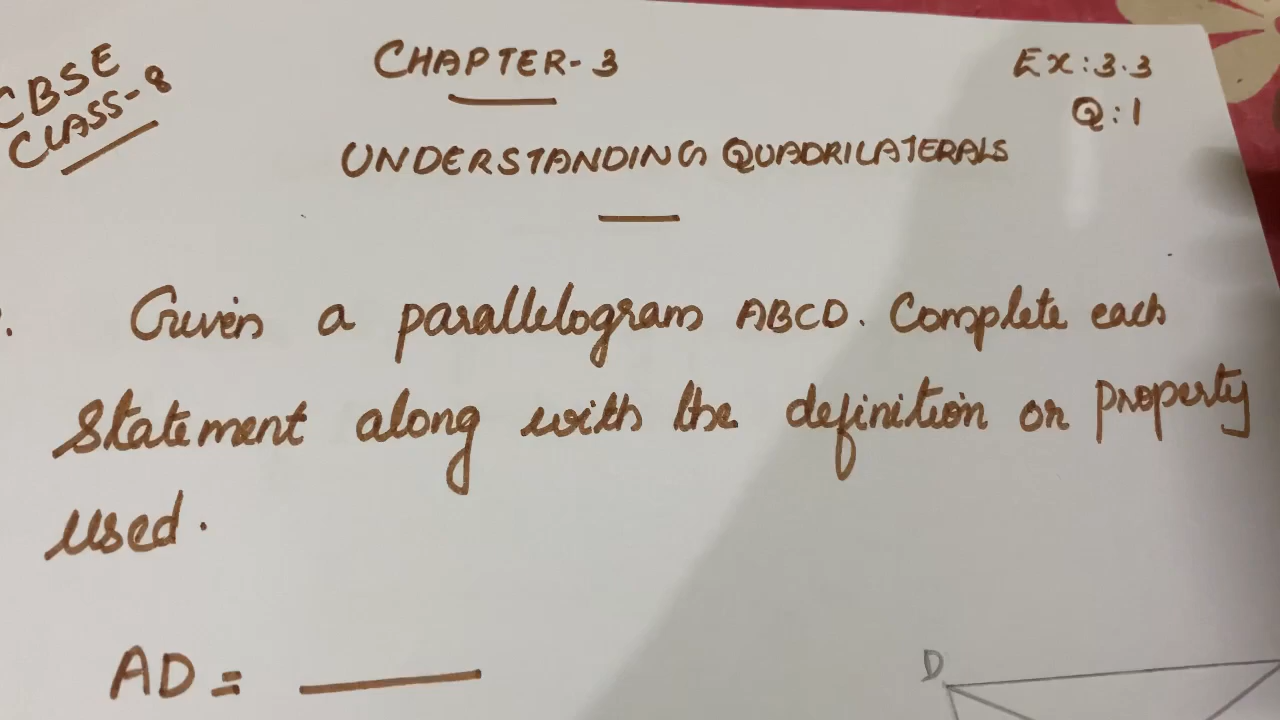 CBSE
CLASS-8
CHAPTER-3
Ex:3.3
Q:1
UNDERSTANDING QUADRILATERALS
Given a parallelogram ABCD. Complete each
Statement along with the definition or property
used.
AD = ______
D